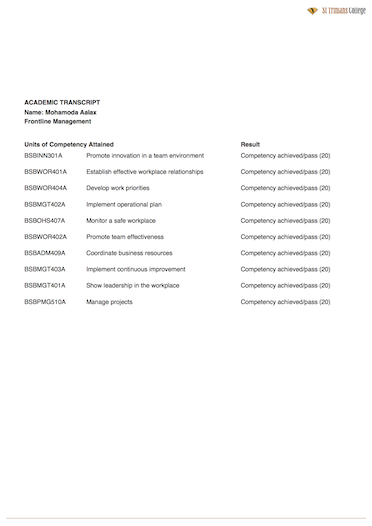 St Trinians College
ACADEMIC TRANSCRIPT
Name: Mohamoda Aalax
Frontline Management
Units of Competency Attained Result
BSBINN301A Promote innovation in a team environment Competency achieved/pass (20)
BSBWOR401A Establish effective workplace relationships Competency achieved/pass (20)
BSBWOR404A Develop work priorities Competency achieved/pass (20)
BSBMGT402A Implement operational plan Competency achieved/pass (20)
BSBOHS407A Monitor a safe workplace Competency achieved/pass (20)
BSBWOR402A Promote team effectiveness Competency achieved/pass (20)
BSBADM409A Coordinate business resources Competency achieved/pass (20)
BSBMGT403A Implement continuous improvement Competency achieved/pass (20)
BSBMGT401A Show leadership in the workplace Competency achieved/pass (20)
BSBPMG510A Manage projects Competency achieved/pass (20)